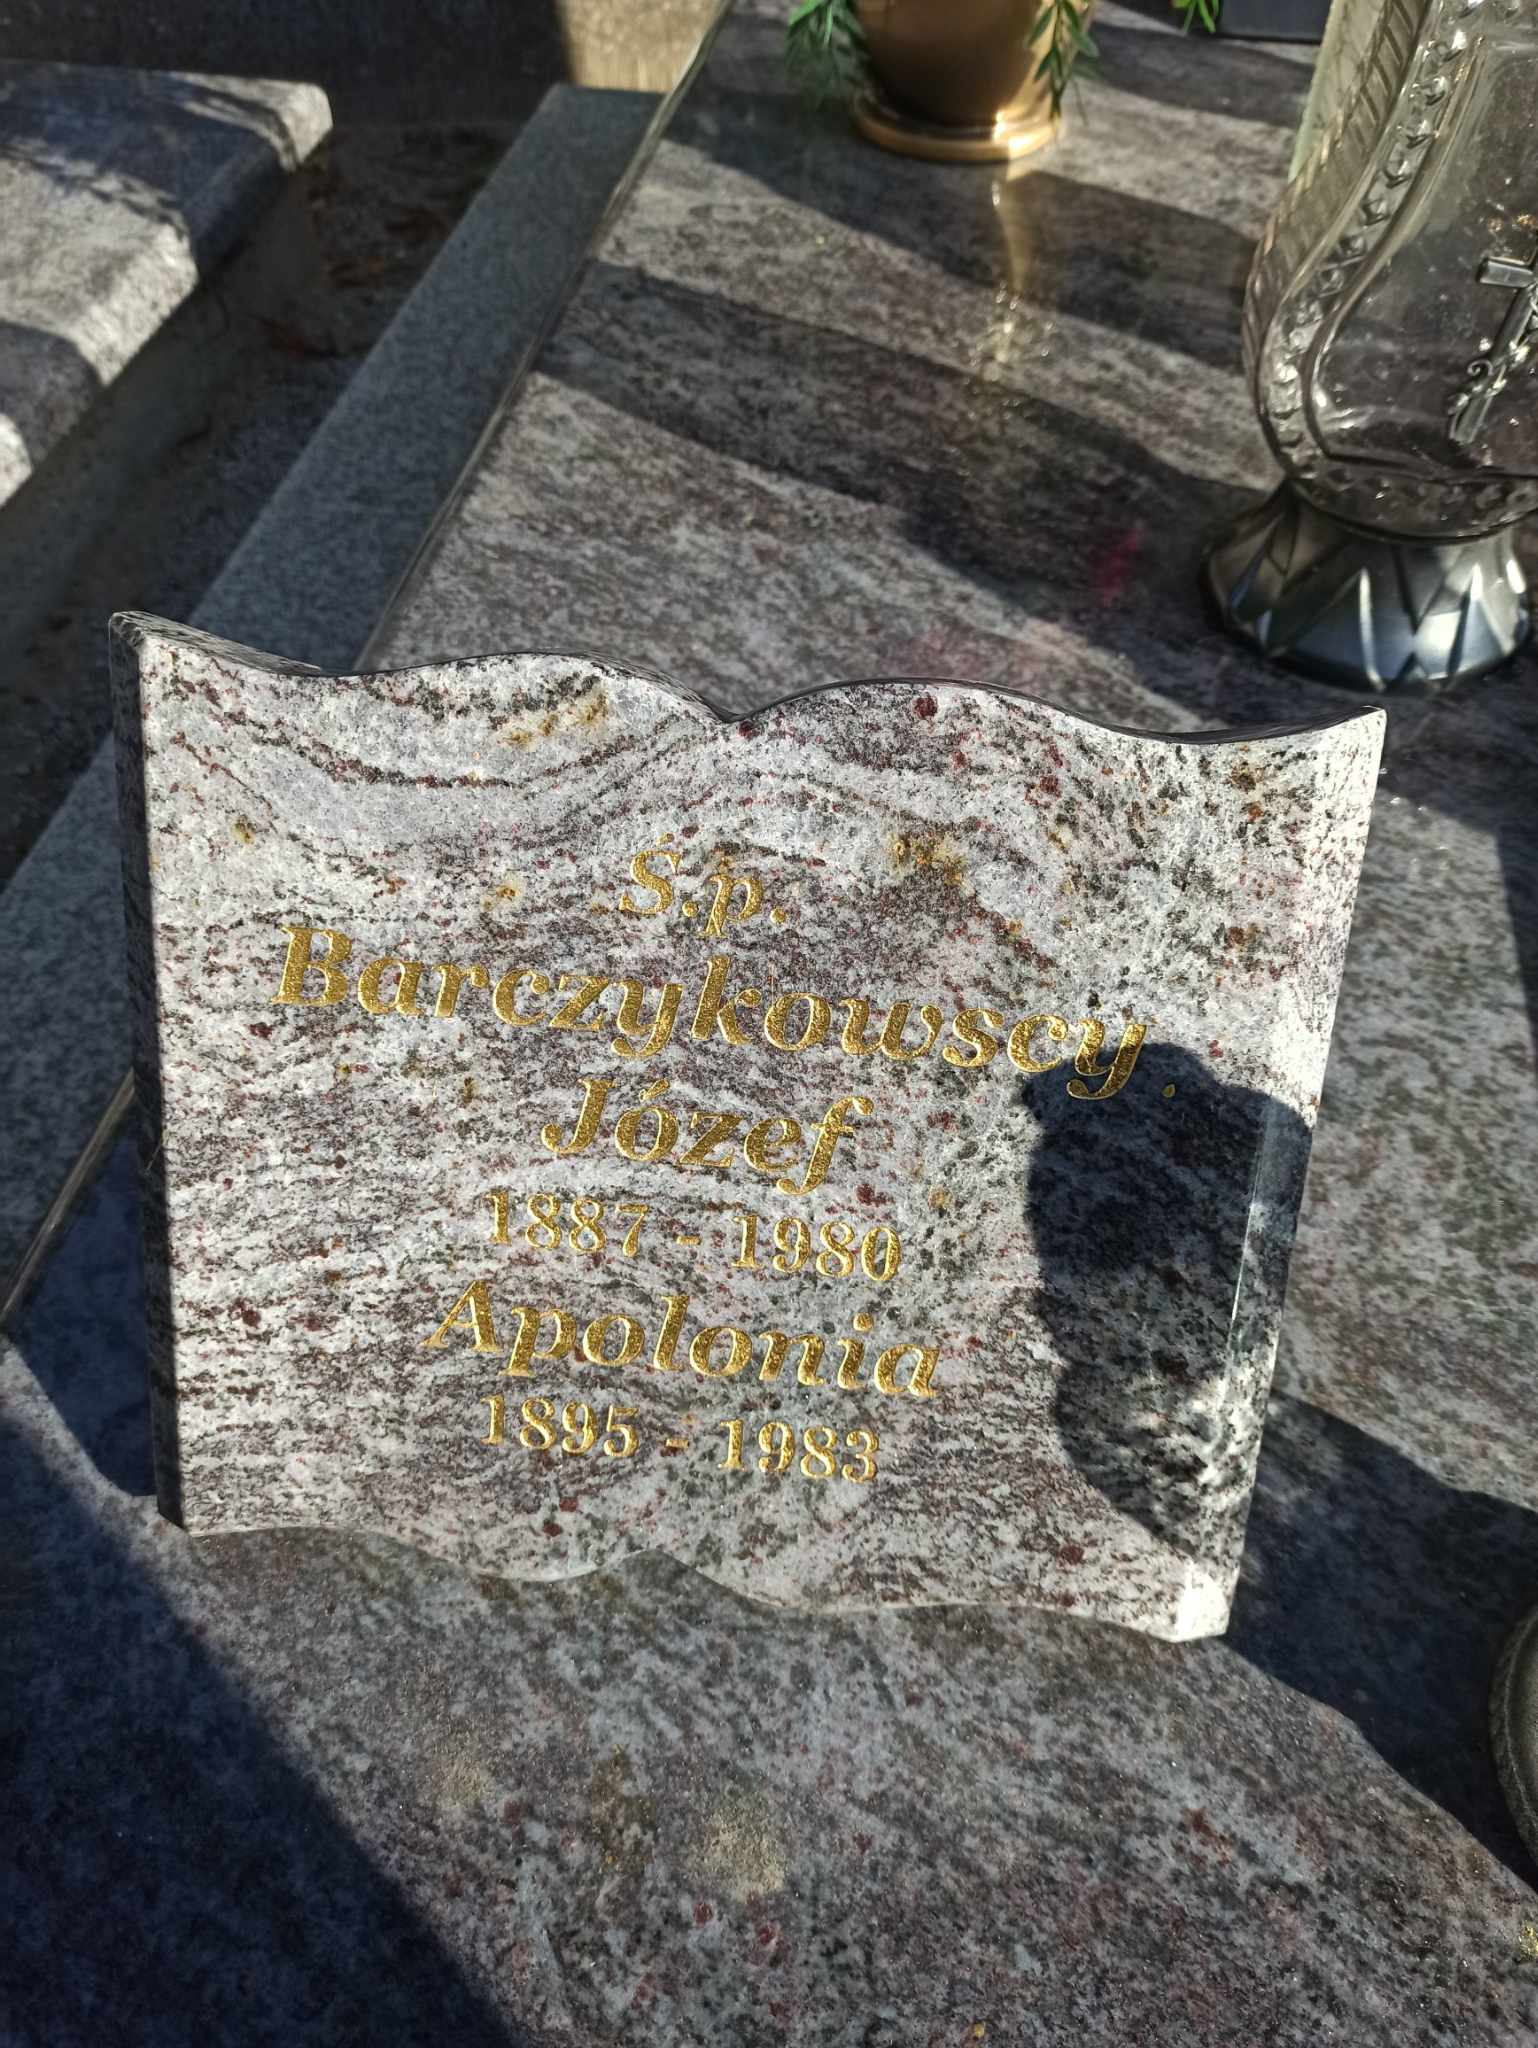 Ś.p.
Barczykowscy
Józef
1887 - 1980
Apolonia
1895 - 1983